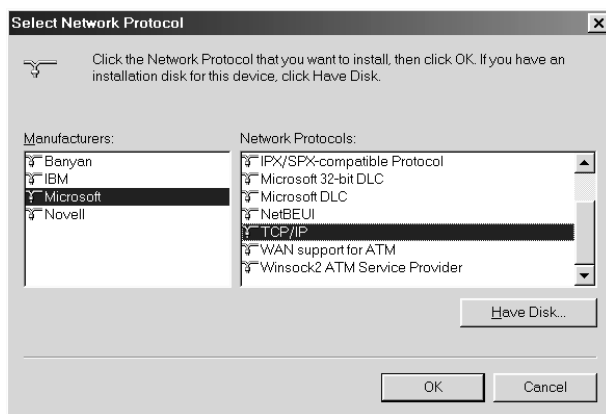 Select Network Protocol
Click the Network Protocol that you want to install, then click OK. If you have an
installation disk for this device, click Have Disk.
Manufacturers:
Banyan
IBM
Microsoft
Novell
Network Protocols:
IPX/SPX-compatible Protocol
Microsoft 32-bit DLC
Microsoft DLC
NetBEUI
TCP/IP
WAN support for ATM
Winsock2 ATM Service Provider
Have Disk...
OK
Cancel